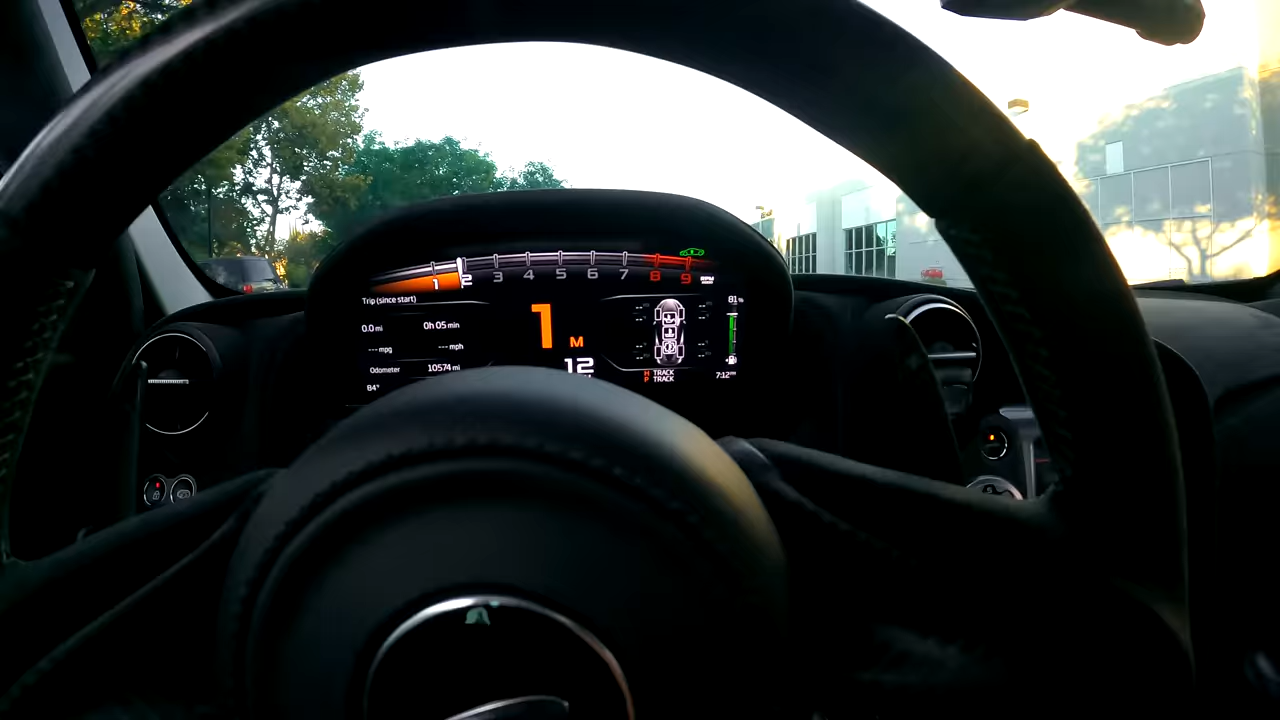 1 2 3 4 5 6 7 8 9
RPM
Trip (since start)
0.0 mi 0h 05 min
--- mpg --- mph
Odometer 10574 mi
84°
1 M
12
H TRACK
P TRACK
81%
7:12